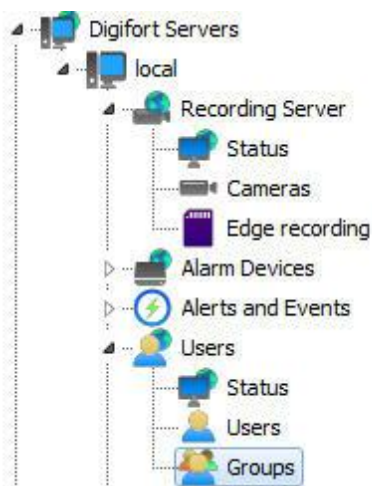 Digifort Servers
local
Recording Server
Status
Cameras
Edge recording
Alarm Devices
Alerts and Events
Users
Status
Users
Groups